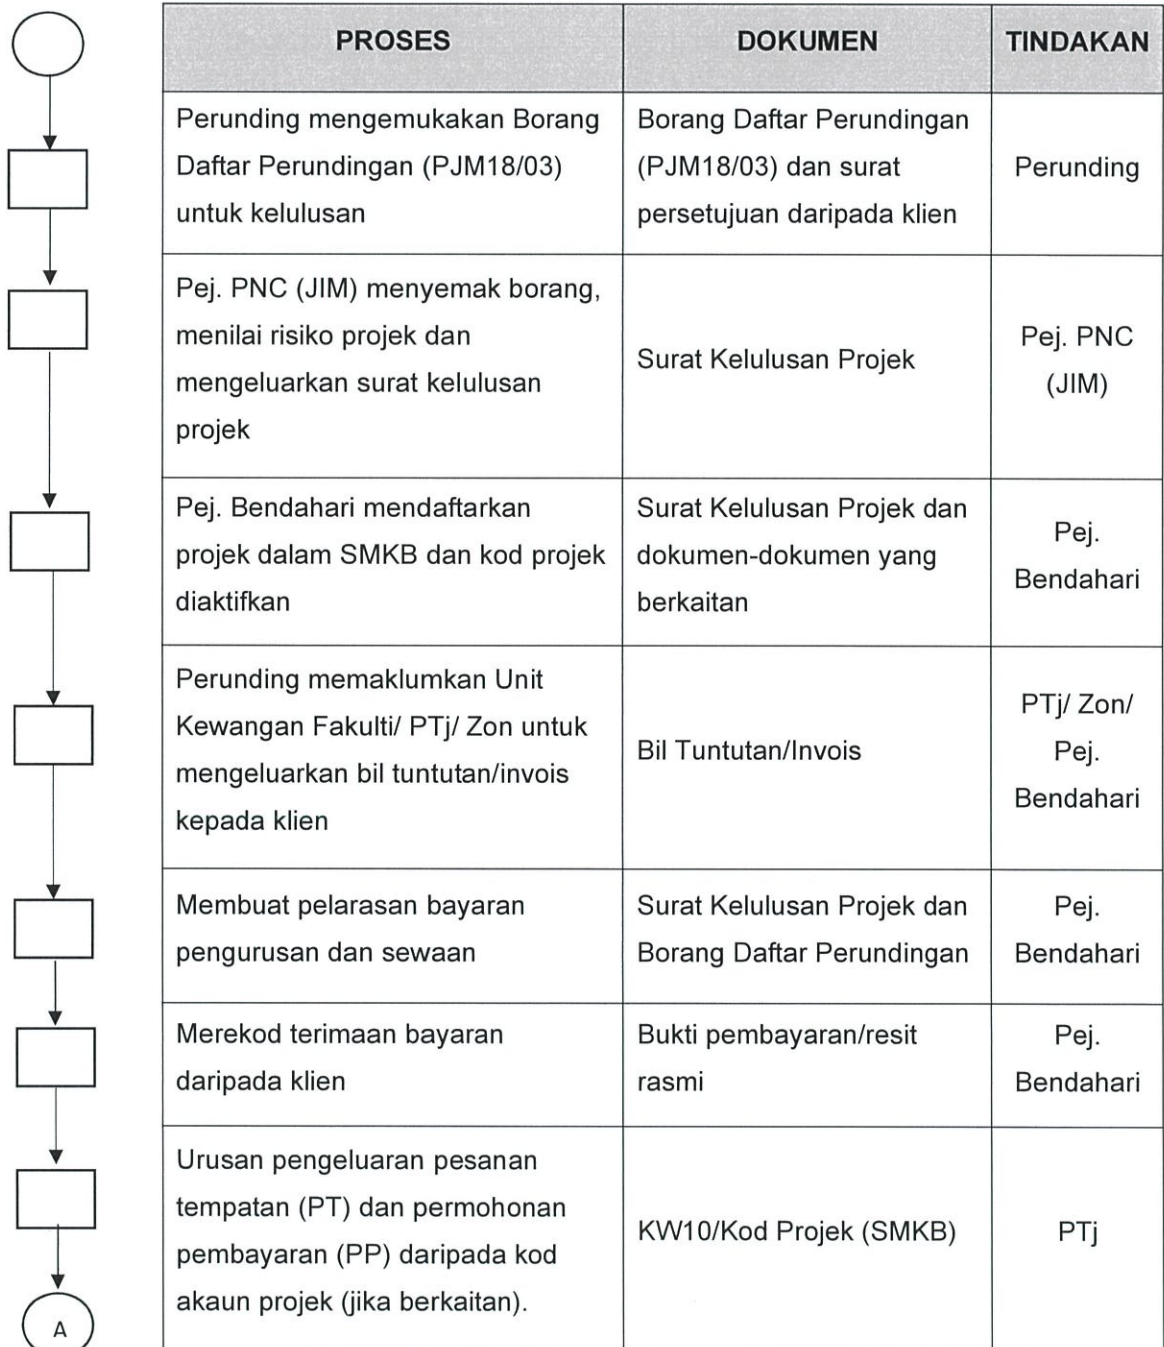 PROSES
DOKUMEN
TINDAKAN
Perunding mengemukakan Borang
Daftar Perundingan (PJM18/03)
untuk kelulusan
Borang Daftar Perundingan
(PJM18/03) dan surat
persetujuan daripada klien
Perunding
Pej. PNC (JIM) menyemak borang,
menilai risiko projek dan
mengeluarkan surat kelulusan
projek
Surat Kelulusan Projek
Pej. PNC
(JIM)
Pej. Bendahari mendaftarkan
projek dalam SMKB dan kod projek
diaktifkan
Surat Kelulusan Projek dan
dokumen-dokumen yang
berkaitan
Pej.
Bendahari
Perunding memaklumkan Unit
Kewangan Fakulti/ PTj/ Zon untuk
mengeluarkan bil tuntutan/invois
kepada klien
Bil Tuntutan/Invois
PTj/ Zon/
Pej.
Bendahari
Membuat pelarasan bayaran
pengurusan dan sewaan
Surat Kelulusan Projek dan
Borang Daftar Perundingan
Pej.
Bendahari
Merekod terimaan bayaran
daripada klien
Bukti pembayaran/resit
rasmi
Pej.
Bendahari
Urusan pengeluaran pesanan
tempatan (PT) dan permohonan
pembayaran (PP) daripada kod
akaun projek (jika berkaitan).
KW10/Kod Projek (SMKB)
PTj
A